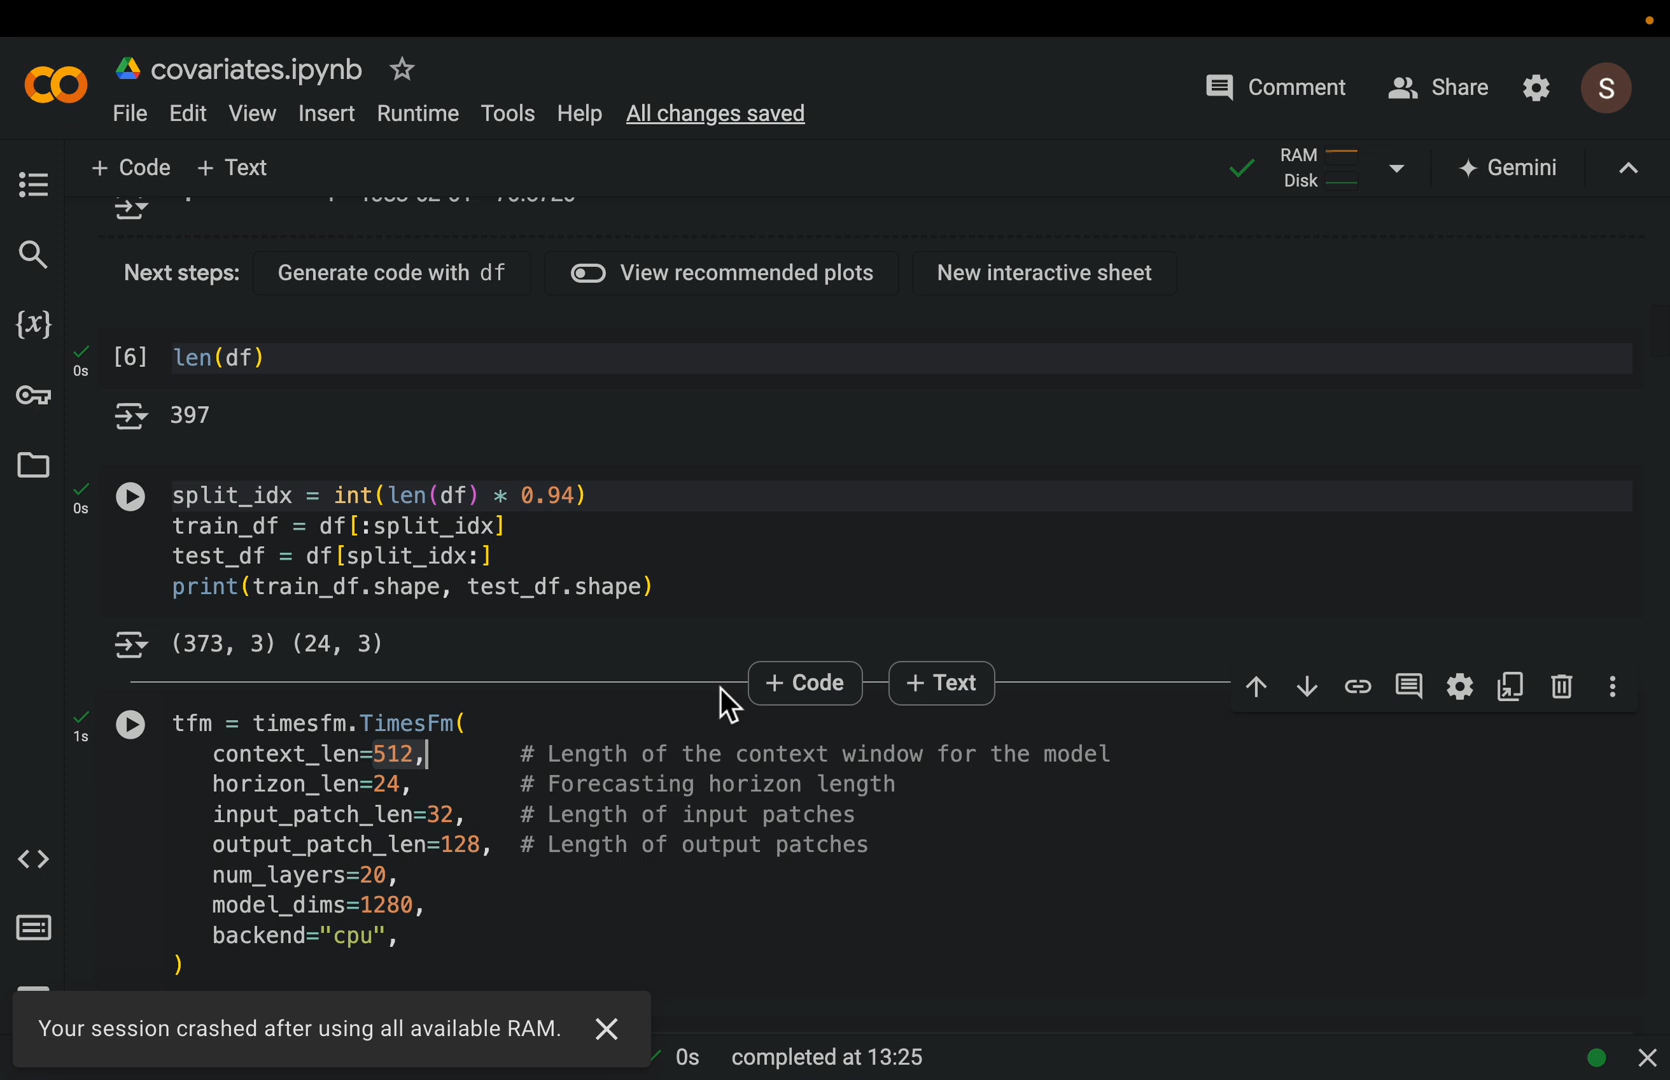 covariates.ipynb
Comment
Share
S
File Edit View Insert Runtime Tools Help All changes saved
+ Code + Text
RAM
Disk
Gemini
Next steps: Generate code with df View recommended plots New interactive sheet
{x}
0s
[6] len(df)
397
0s
split_idx = int(len(df) * 0.94)
train_df = df[:split_idx]
test_df = df[split_idx:]
print(train_df.shape, test_df.shape)
(373, 3) (24, 3)
+ Code + Text
1s
tfm = timesfm.TimesFm(
context_len=512, # Length of the context window for the model
horizon_len=24, # Forecasting horizon length
input_patch_len=32, # Length of input patches
output_patch_len=128, # Length of output patches
num_layers=20,
model_dims=1280,
backend="cpu",
)
Your session crashed after using all available RAM.
0s completed at 13:25